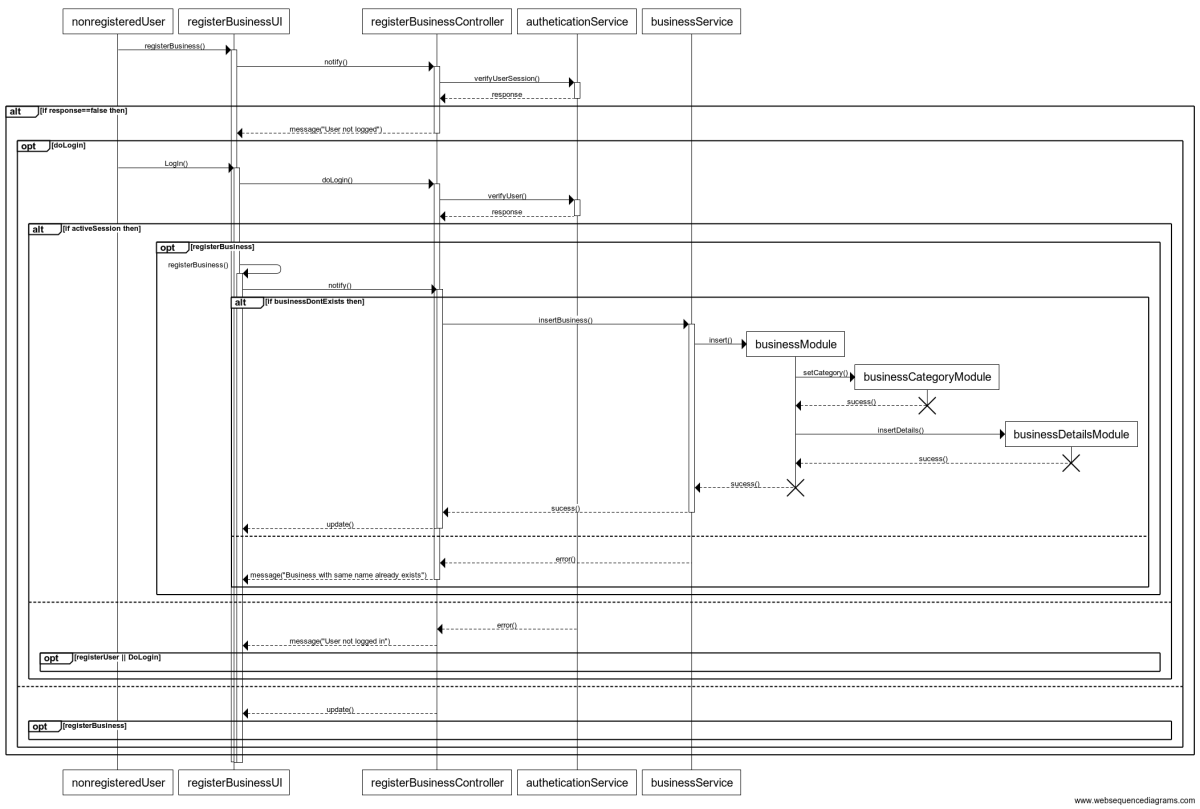 nonregisteredUser registerBusinessUI registerBusinessController autheticationService businessService
registerBusiness()
notify()
verifyUserSession()
response
alt [if response==false then]
message("User not logged")
opt [doLogin]
LogIn()
doLogin()
verifyUser()
response
alt [if activeSession then]
opt [registerBusiness]
registerBusiness()
notify()
alt [if businessDontExists then]
insertBusiness()
insert() businessModule
setCategory() businessCategoryModule
sucess()
insertDetails() businessDetailsModule
sucess()
sucess()
sucess()
update()
error()
message("Business with same name already exists")
error()
message("User not logged in")
opt [registerUser || DoLogin]
update()
opt [registerBusiness]
nonregisteredUser registerBusinessUI registerBusinessController autheticationService businessService
www.websequencediagrams.com